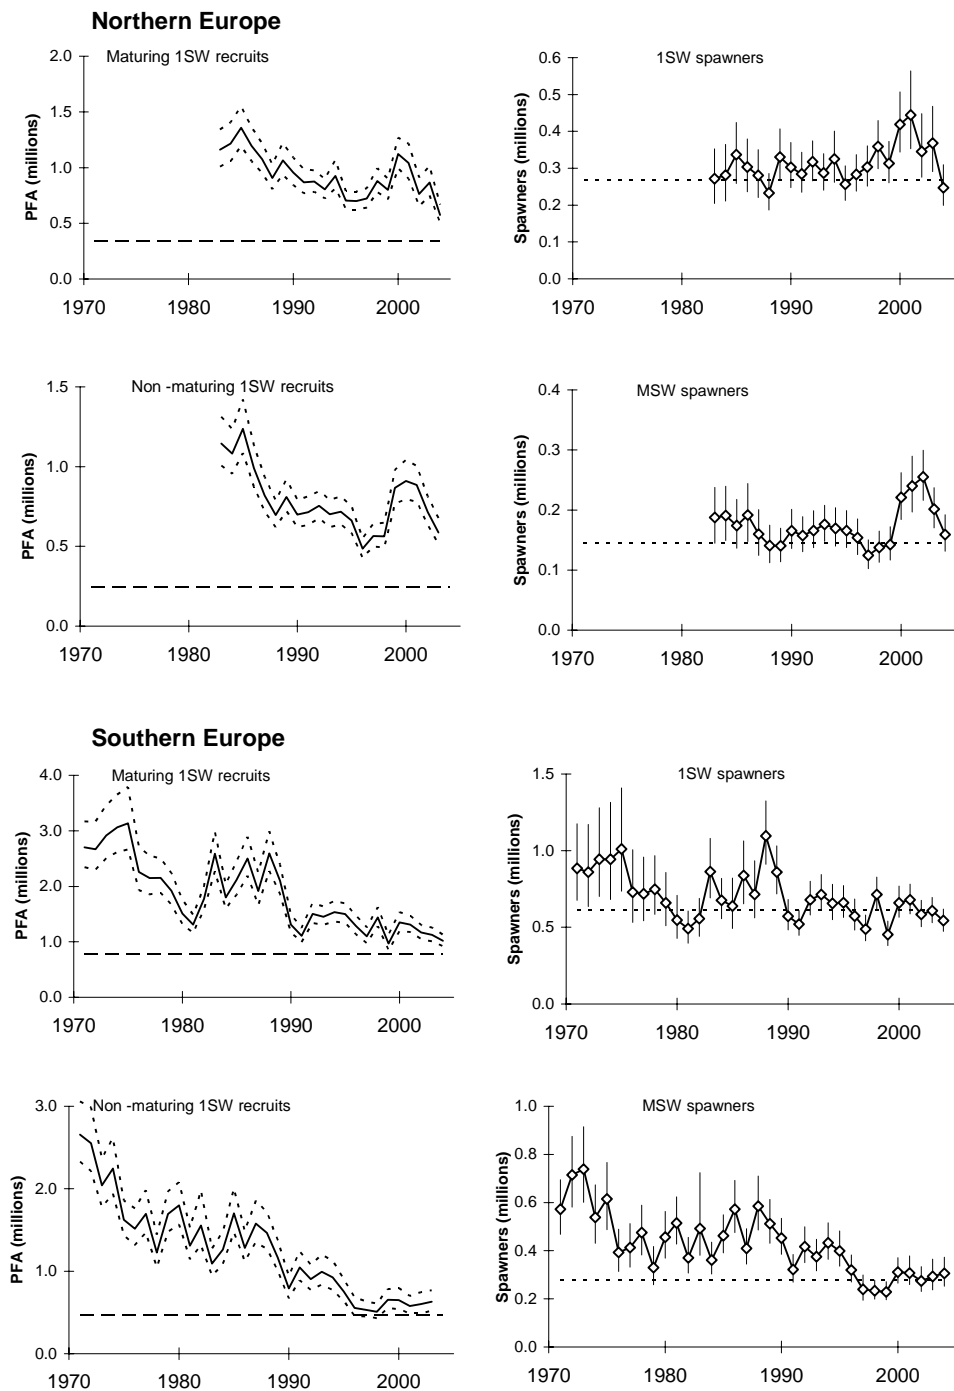 Northern Europe
Maturing 1SW recruits
PFA (millions)
2.0
1.5
1.0
0.5
0.0
1970 1980 1990 2000
1SW spawners
Spawners (millions)
0.6
0.5
0.4
0.3
0.2
0.1
0.0
1970 1980 1990 2000
Non -maturing 1SW recruits
PFA (millions)
1.5
1.0
0.5
0.0
1970 1980 1990 2000
MSW spawners
Spawners (millions)
0.4
0.3
0.2
0.1
0.0
1970 1980 1990 2000
Southern Europe
Maturing 1SW recruits
PFA (millions)
4.0
3.0
2.0
1.0
0.0
1970 1980 1990 2000
1SW spawners
Spawners (millions)
1.5
1.0
0.5
0.0
1970 1980 1990 2000
Non -maturing 1SW recruits
PFA (millions)
3.0
2.0
1.0
0.0
1970 1980 1990 2000
MSW spawners
Spawners (millions)
1.0
0.8
0.6
0.4
0.2
0.0
1970 1980 1990 2000